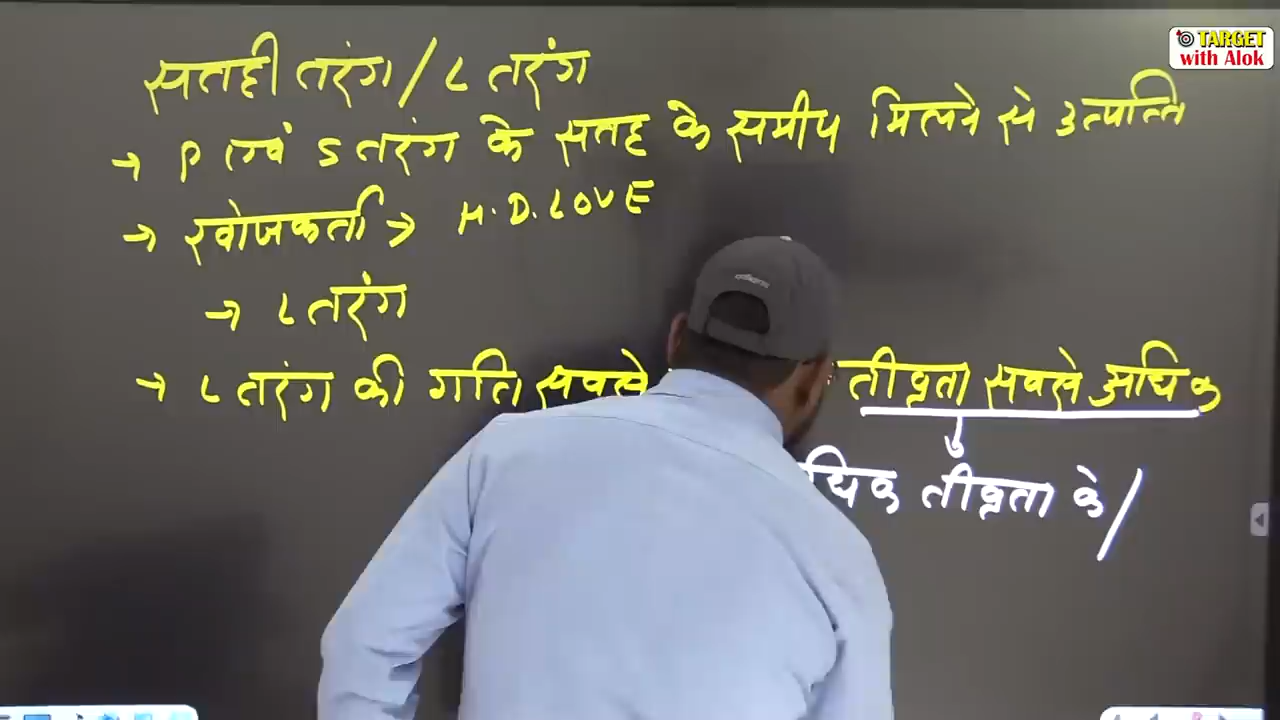 TARGET
with Alok
सतही तरंग / L तरंग
→ P एवं S तरंग के सतह के समीप मिलने से उत्पत्ति
→ खोजकर्ता → H.D. LOVE
→ L तरंग
→ L तरंग की गति सबसे तीव्रता सबसे अधिक
धिक तीव्रता के /